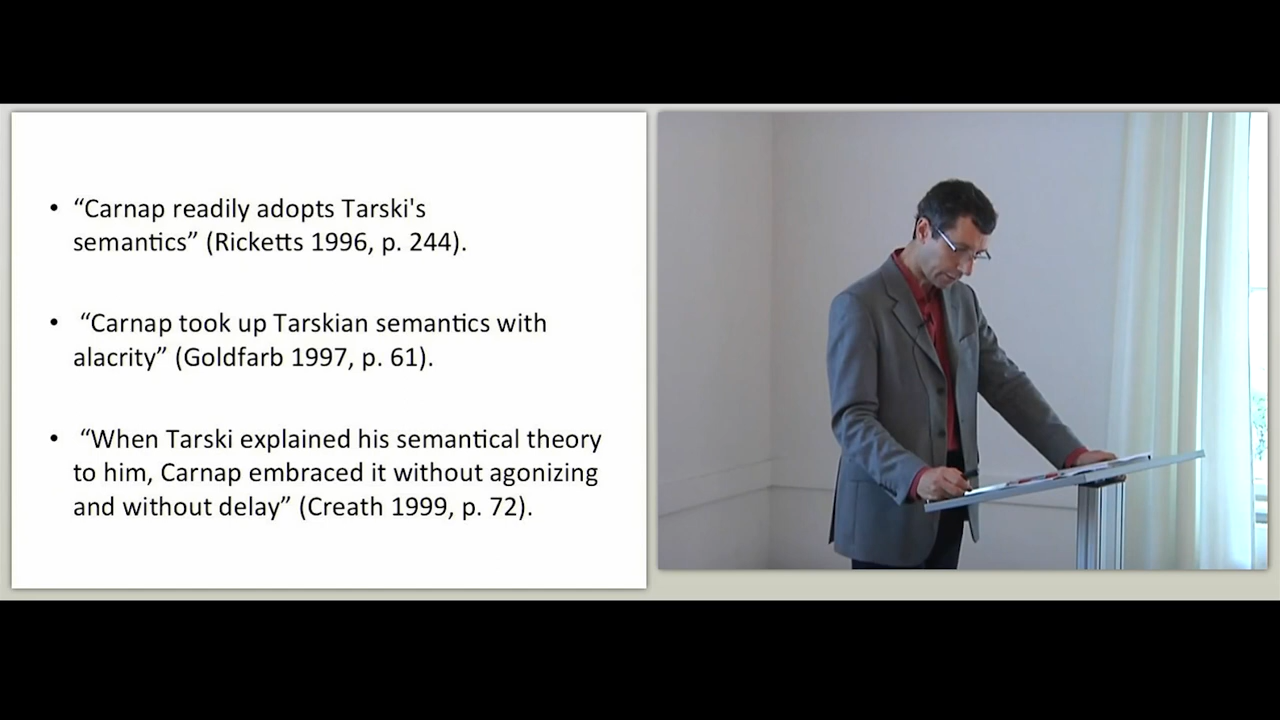 • “Carnap readily adopts Tarski's
semantics” (Ricketts 1996, p. 244).
• “Carnap took up Tarskian semantics with
alacrity” (Goldfarb 1997, p. 61).
• “When Tarski explained his semantical theory
to him, Carnap embraced it without agonizing
and without delay” (Creath 1999, p. 72).